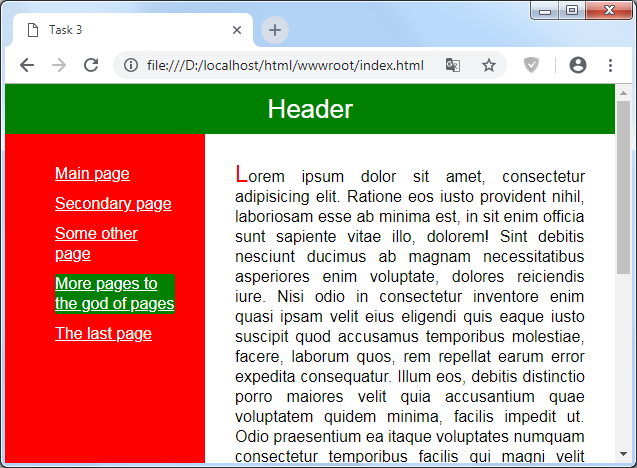 Task 3
file:///D:/localhost/html/wwwroot/index.html
Header
Main page
Secondary page
Some other
page
More pages to
the god of pages
The last page
Lorem ipsum dolor sit amet, consectetur
adipisicing elit. Ratione eos iusto provident nihil,
laboriosam esse ab minima est, in sit enim officia
sunt sapiente vitae illo, dolorem! Sint debitis
nesciunt ducimus ab magnam necessitatibus
asperiores enim voluptate, dolores reiciendis
iure. Nisi odio in consectetur inventore enim
quasi ipsam velit eius eligendi quis eaque iusto
suscipit quod accusamus temporibus molestiae,
facere, laborum quos, rem repellat earum error
expedita consequatur. Illum eos, debitis distinctio
porro maiores velit quia accusantium quae
voluptatem quidem minima, facilis impedit ut.
Odio praesentium ea itaque voluptates numquam
consectetur temporibus facilis qui magni velit